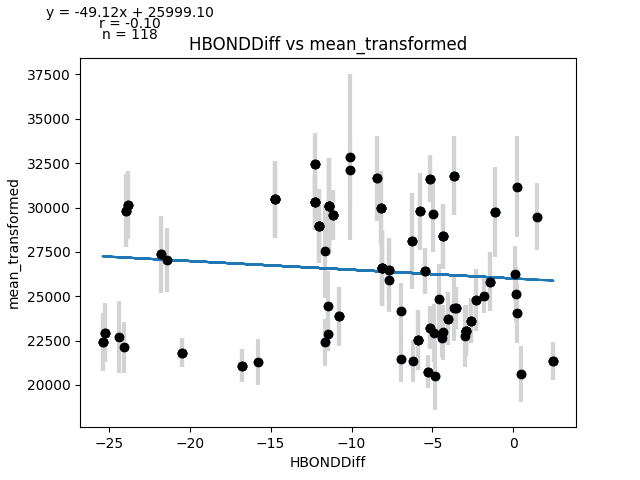 y = -49.12x + 25999.10
r = -0.10
n = 118
HBONDDiff vs mean_transformed
mean_transformed
37500
35000
32500
30000
27500
25000
22500
20000
−25
−20
−15
−10
−5
0
HBONDDiff